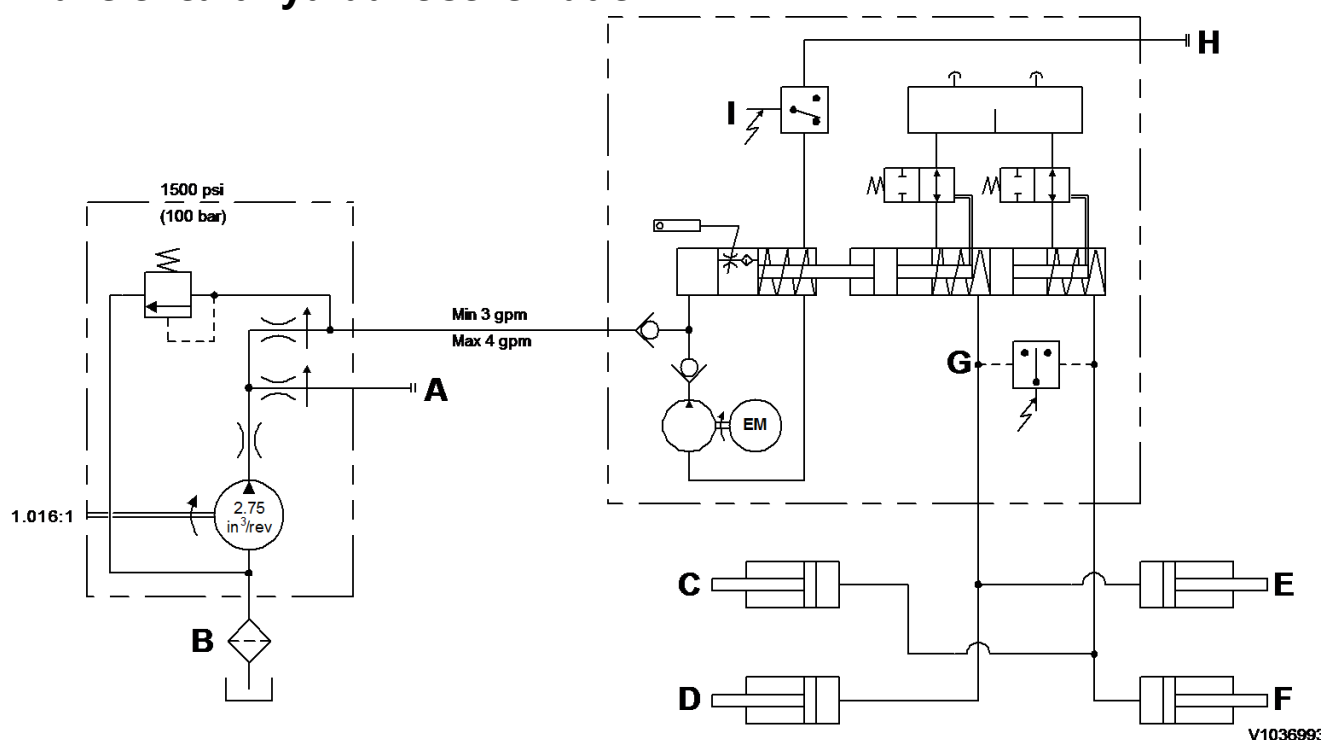 H
I
1500 psi
(100 bar)
Min 3 gpm
Max 4 gpm
A
G
EM
1.016:1
2.75
in³/rev
B
C
E
D
F
V1036993